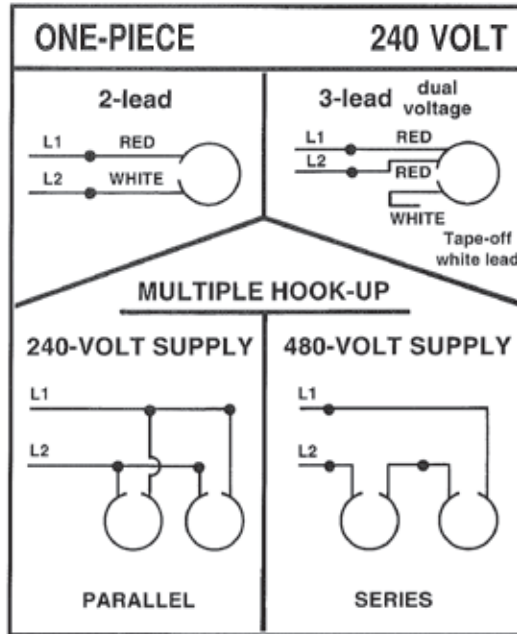 ONE-PIECE 240 VOLT
2-lead
L1 RED
L2 WHITE
3-lead dual
voltage
L1 RED
L2 RED
WHITE
Tape-off
white lead
MULTIPLE HOOK-UP
240-VOLT SUPPLY
L1
L2
PARALLEL
480-VOLT SUPPLY
L1
L2
SERIES